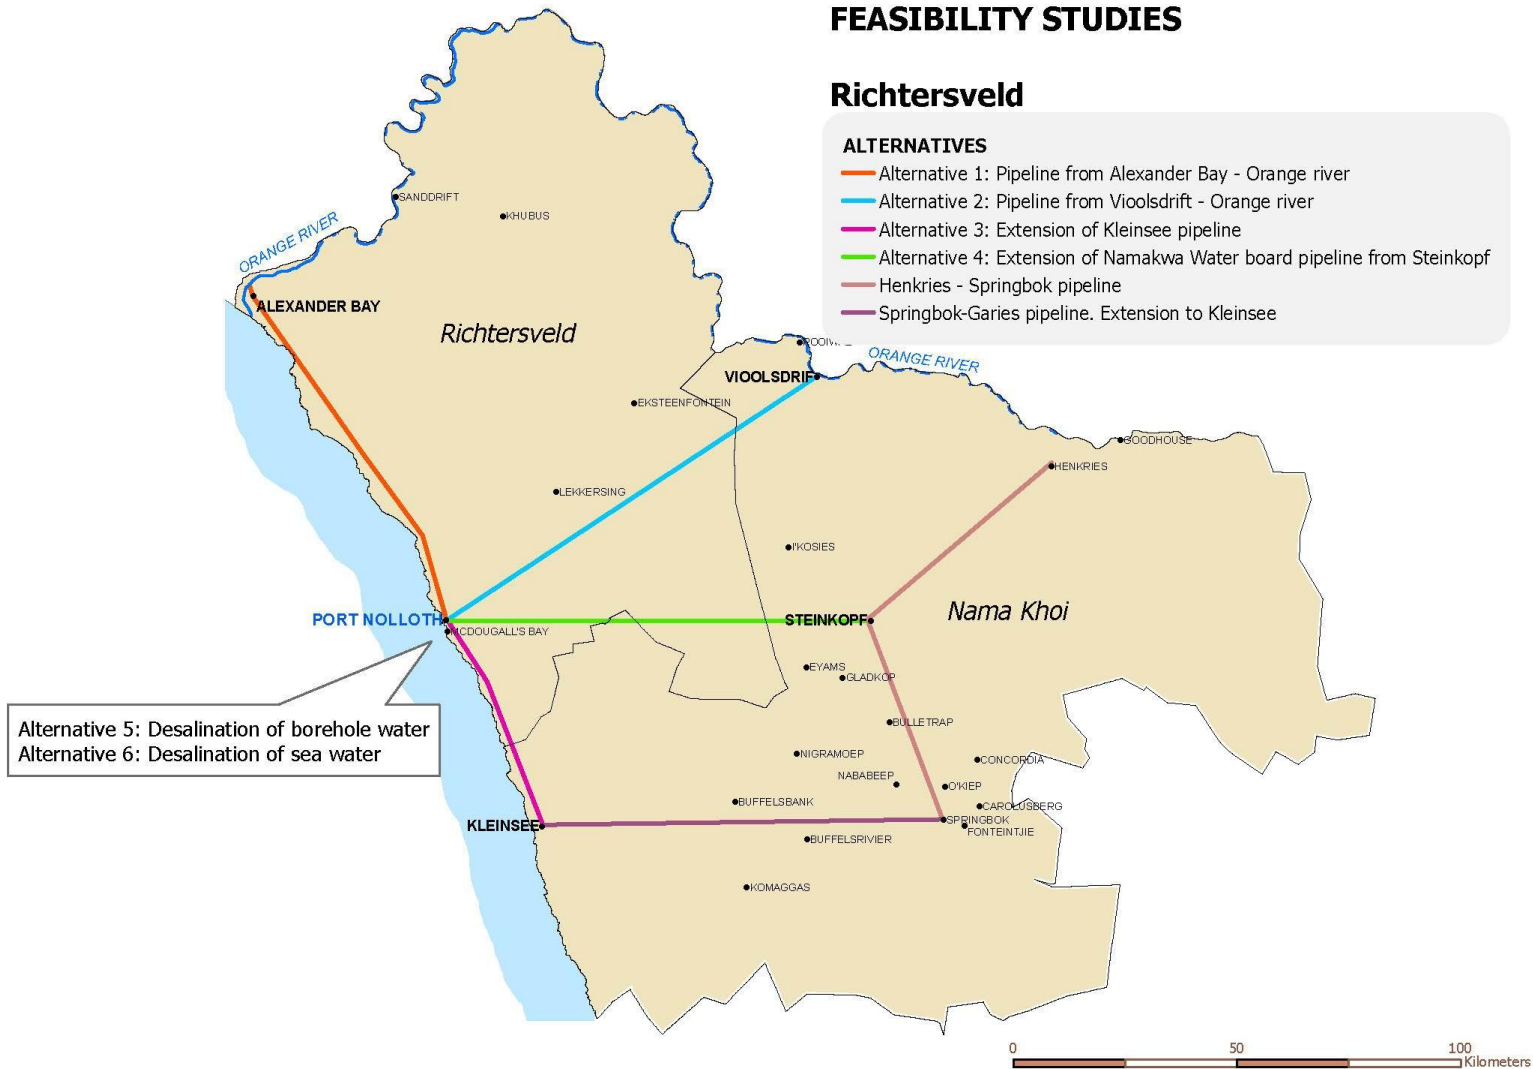 FEASIBILITY STUDIES
Richtersveld
ALTERNATIVES
Alternative 1: Pipeline from Alexander Bay - Orange river
Alternative 2: Pipeline from Vioolsdrift - Orange river
Alternative 3: Extension of Kleinsee pipeline
Alternative 4: Extension of Namakwa Water board pipeline from Steinkopf
Henkries - Springbok pipeline
Springbok-Garies pipeline. Extension to Kleinsee
SANDDRIFT
KHUBUS
ORANGE RIVER
ALEXANDER BAY
Richtersveld
ORANGE RIVER
VIOOLSDRIF
EKSTEENFONTEIN
GOODHOUSE
HENKRIES
LEKKERSING
I'KOSIES
PORT NOLLOTH
MCDOUGALL'S BAY
STEINKOPF
Nama Khoi
EYAMS
GLADKOP
Alternative 5: Desalination of borehole water
Alternative 6: Desalination of sea water
BULLETRAP
NIGRAMOEP
CONCORDIA
NABABEEP
O'KIEP
BUFFELSBANK
CAROLUSBERG
KLEINSEE
SPRINGBOK
FONTEINTJIE
BUFFELSRIVIER
KOMAGGAS
0 50 100
Kilometers